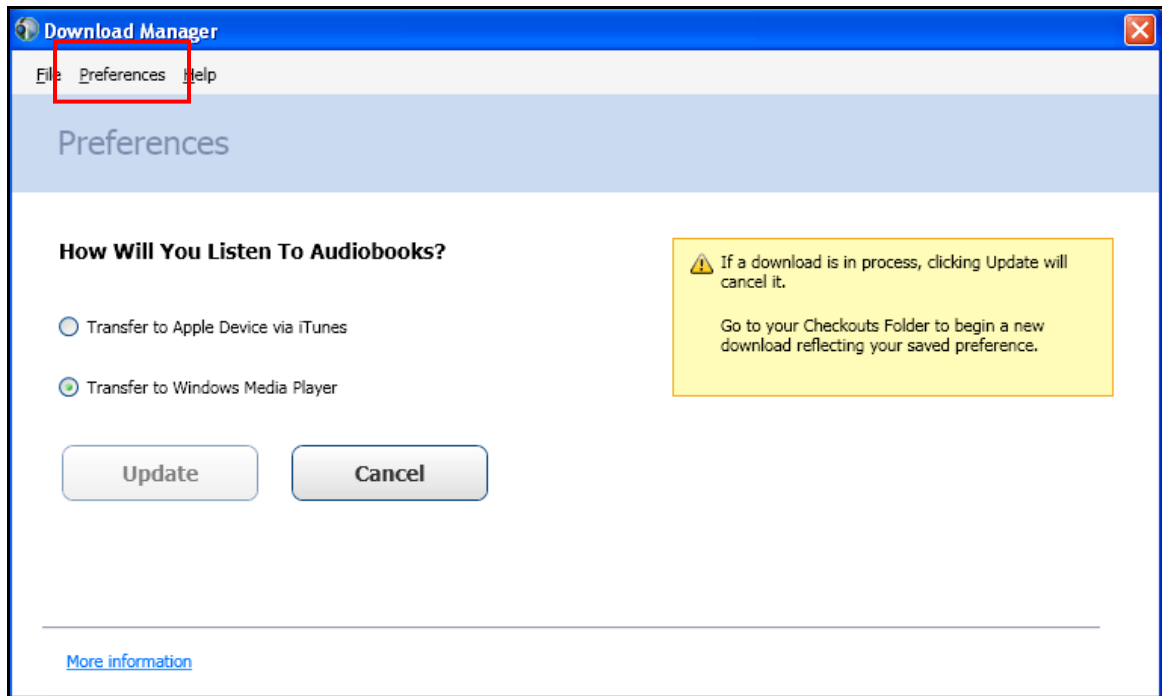 Download Manager
File Preferences Help
Preferences
How Will You Listen To Audiobooks?
Transfer to Apple Device via iTunes
Transfer to Windows Media Player
Update Cancel
If a download is in process, clicking Update will
cancel it.
Go to your Checkouts Folder to begin a new
download reflecting your saved preference.
More information